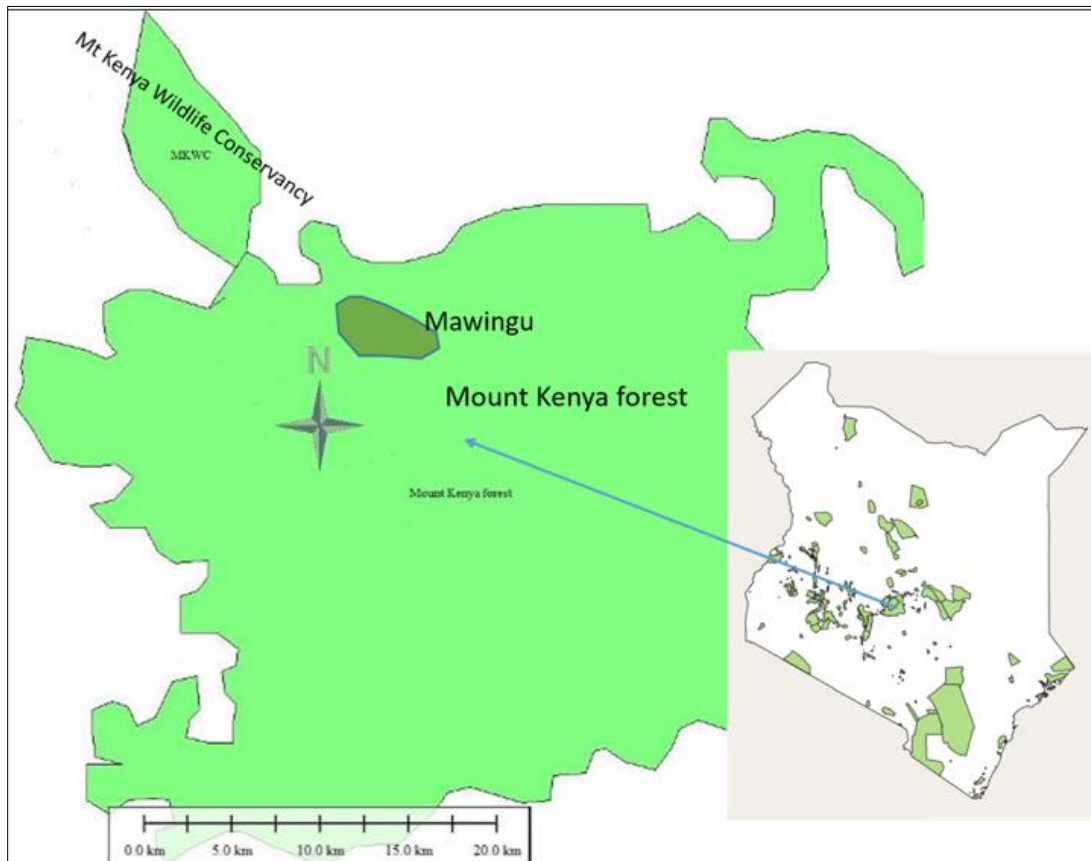 Mt Kenya Wildlife Conservancy
MKWC
Mawingu
N
Mount Kenya forest
Mount Kenya forest
0.0 km 5.0 km 10.0 km 15.0 km 20.0 km